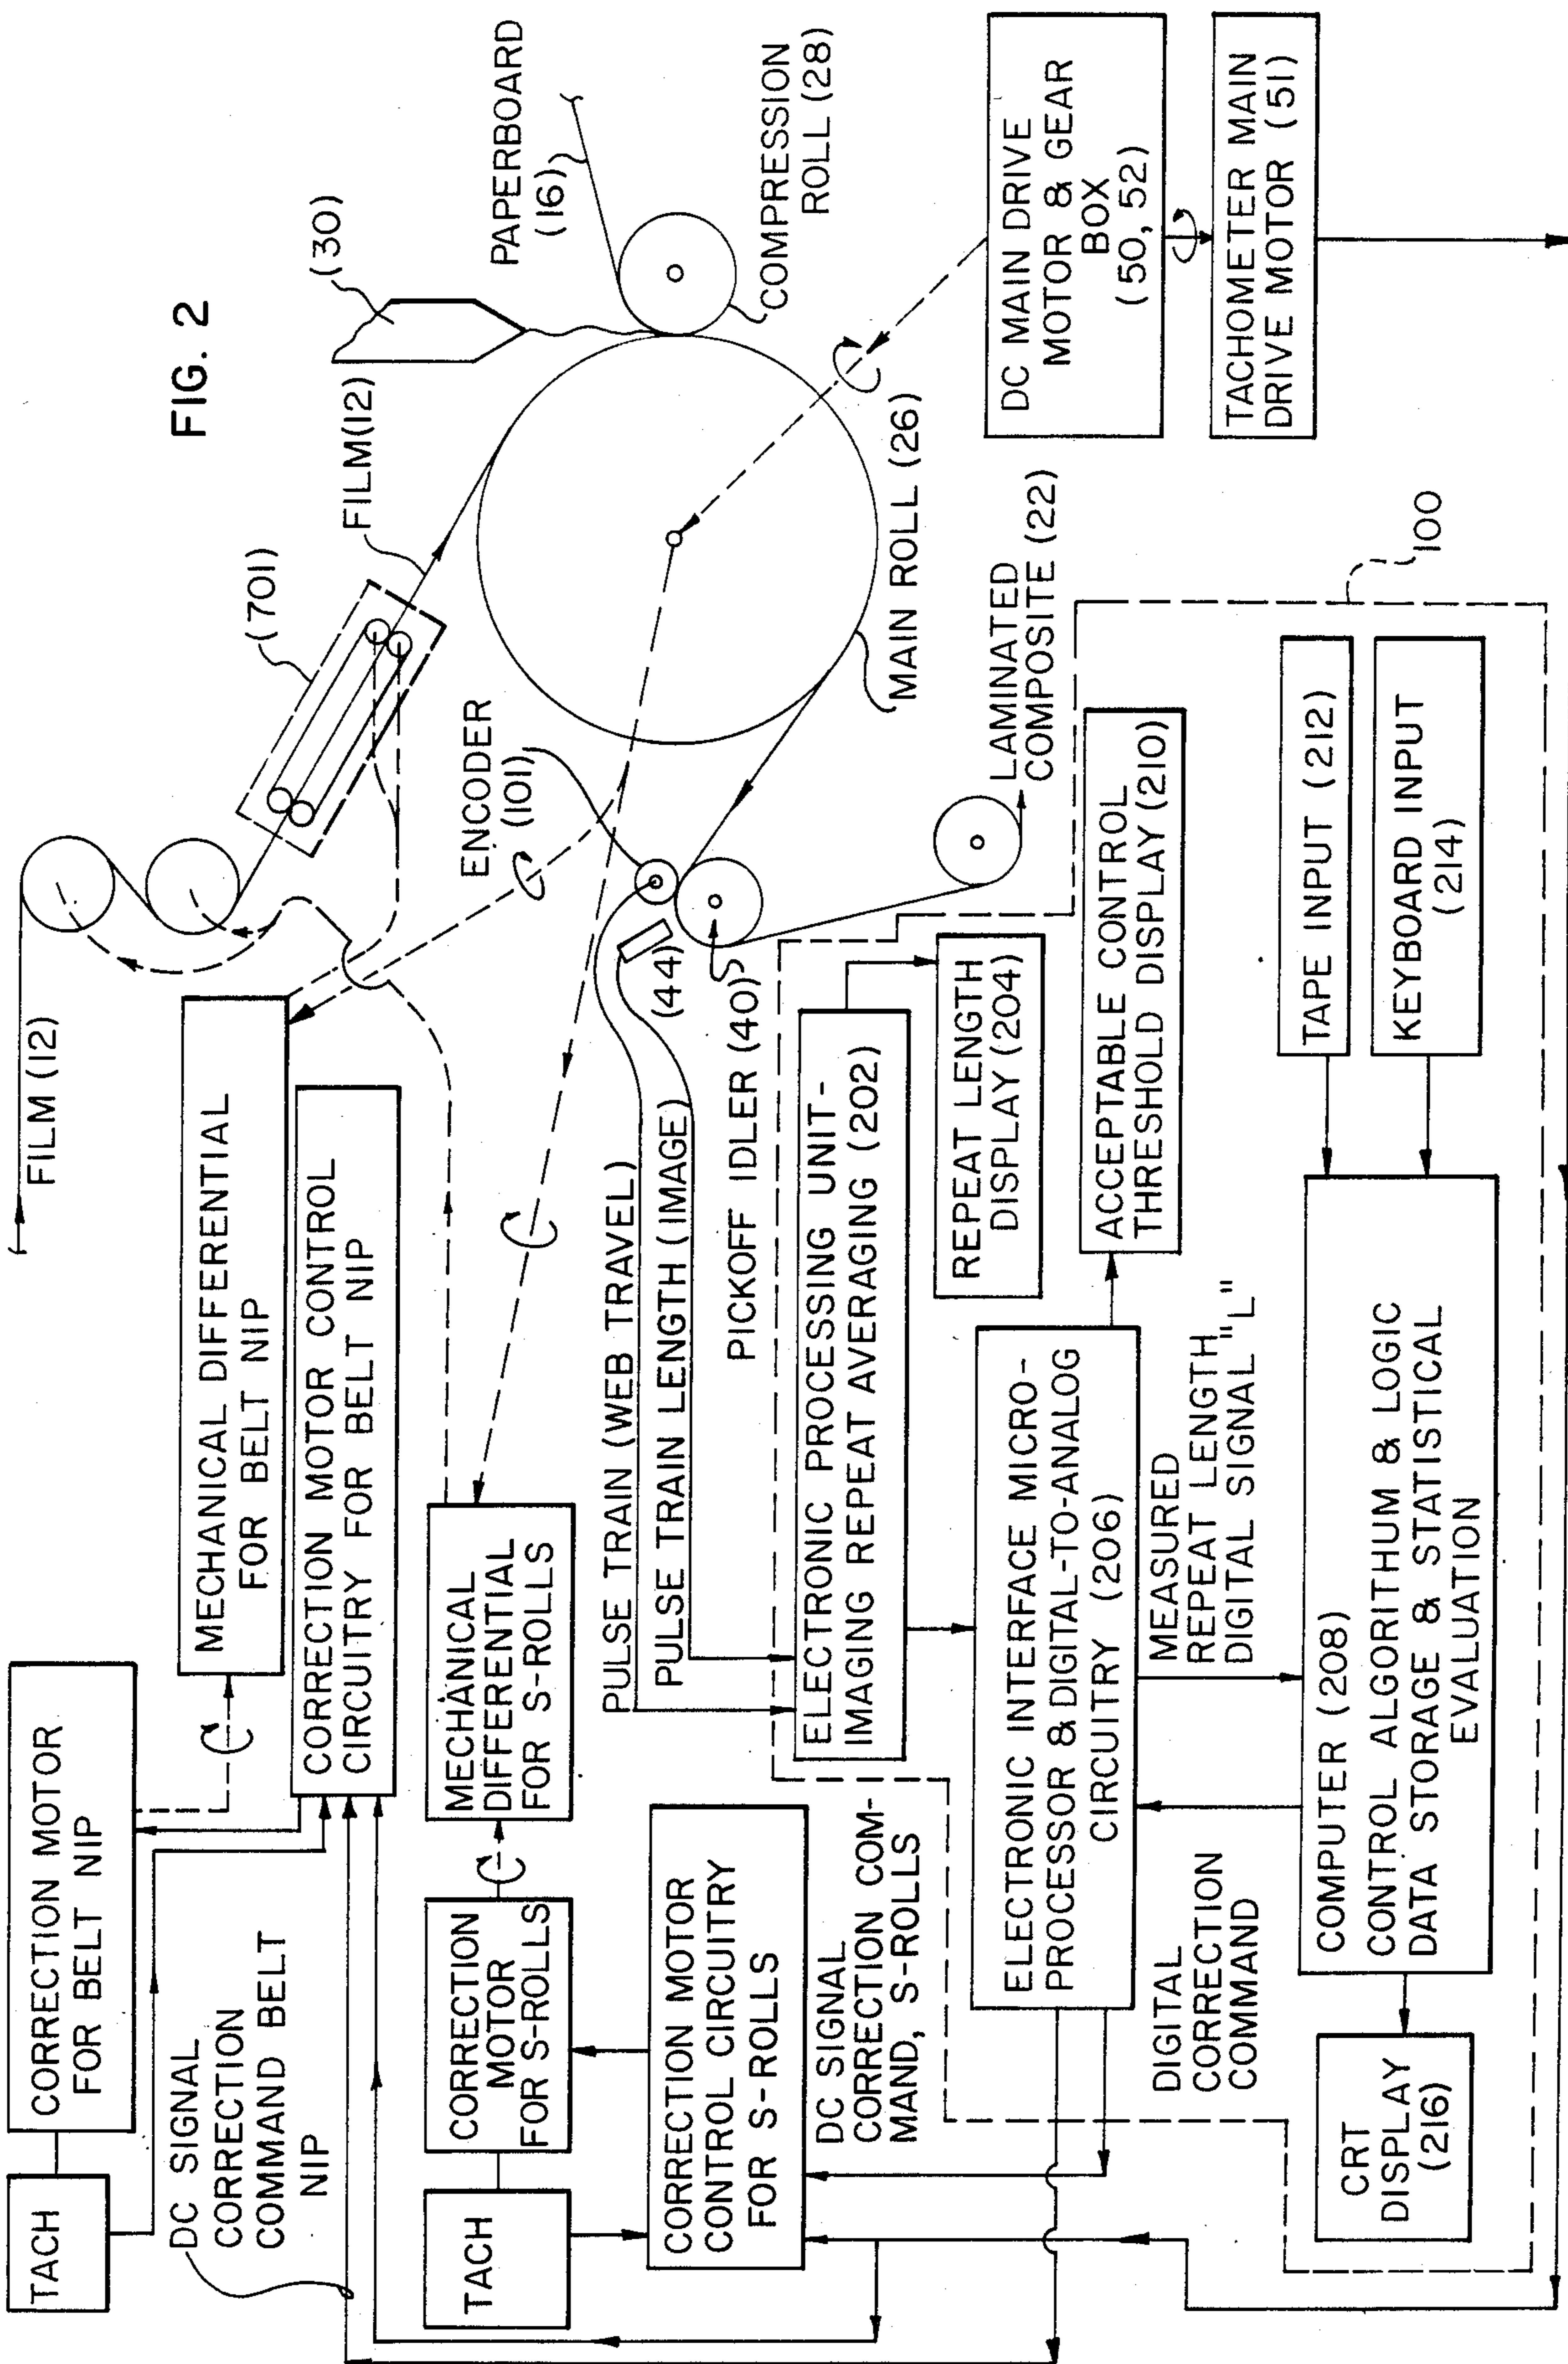 FIG. 2
FILM (12)
(701)
FILM(12)
(30)
PAPERBOARD
(16)
COMPRESSION
ROLL (28)
ENCODER
(101)
MAIN ROLL (26)
DC MAIN DRIVE
MOTOR & GEAR
BOX
(50, 52)
TACHOMETER MAIN
DRIVE MOTOR (51)
TACH
CORRECTION MOTOR
FOR BELT NIP
MECHANICAL DIFFERENTIAL
FOR BELT NIP
CORRECTION MOTOR CONTROL
CIRCUITRY FOR BELT NIP
DC SIGNAL
CORRECTION
COMMAND BELT
NIP
TACH
CORRECTION
MOTOR
FOR S-ROLLS
MECHANICAL
DIFFERENTIAL
FOR S-ROLLS
CORRECTION MOTOR
CONTROL CIRCUITRY
FOR S-ROLLS
DC SIGNAL
CORRECTION COM-
MAND, S-ROLLS
PULSE TRAIN (WEB TRAVEL)
PULSE TRAIN LENGTH (IMAGE)
(44)
PICKOFF IDLER (40)
LAMINATED
COMPOSITE (22)
100
ELECTRONIC PROCESSING UNIT-
IMAGING REPEAT AVERAGING (202)
REPEAT LENGTH
DISPLAY (204)
ELECTRONIC INTERFACE MICRO-
PROCESSOR & DIGITAL-TO-ANALOG
CIRCUITRY (206)
ACCEPTABLE CONTROL
THRESHOLD DISPLAY (210)
DIGITAL
CORRECTION
COMMAND
MEASURED
REPEAT LENGTH
DIGITAL SIGNAL "L"
TAPE INPUT (212)
KEYBOARD INPUT
(214)
COMPUTER (208)
CONTROL ALGORITHUM & LOGIC
DATA STORAGE & STATISTICAL
EVALUATION
CRT
DISPLAY
(216)